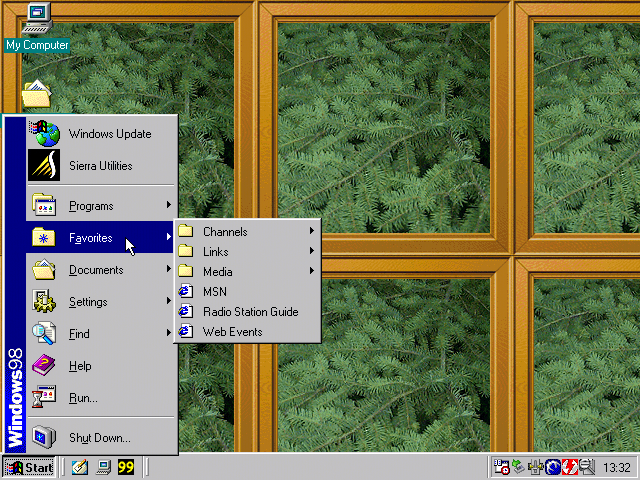 My Computer
Windows Update
Sierra Utilities
Programs
Favorites
Documents
Settings
Find
Help
Run...
Shut Down...
Windows98
Channels
Links
Media
MSN
Radio Station Guide
Web Events
Start
99
13:32